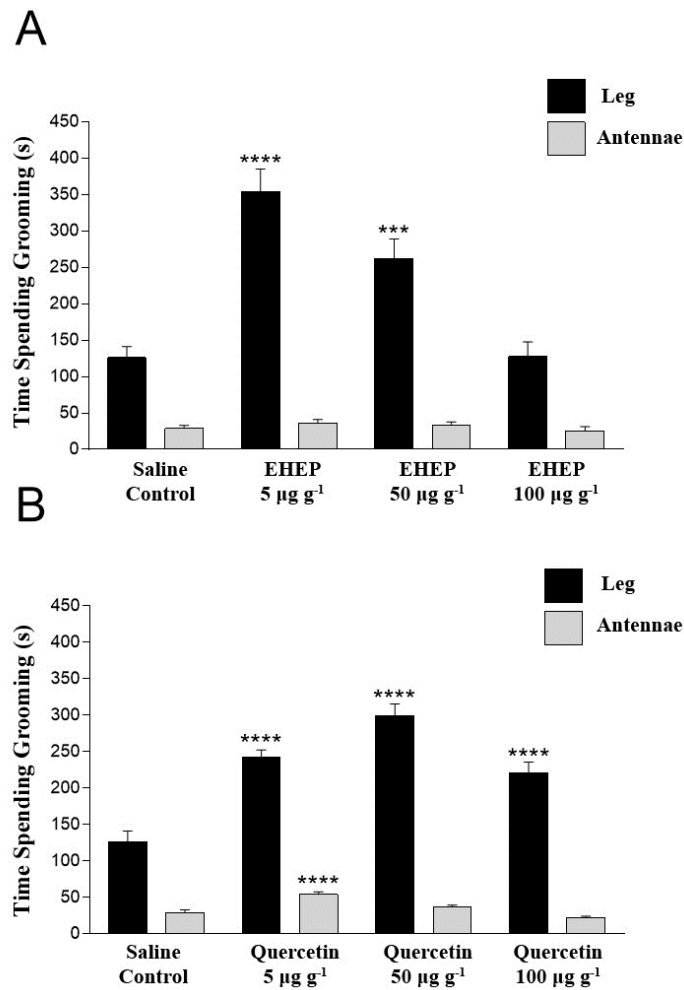 A
Leg
Antennae
Time Spending Grooming (s)
450
400
350
300
250
200
150
100
50
0
****
***
Saline
Control
EHEP
5 µg g-1
EHEP
50 µg g-1
EHEP
100 µg g-1
B
Leg
Antennae
Time Spending Grooming (s)
450
400
350
300
250
200
150
100
50
0
****
****
****
****
Saline
Control
Quercetin
5 µg g-1
Quercetin
50 µg g-1
Quercetin
100 µg g-1